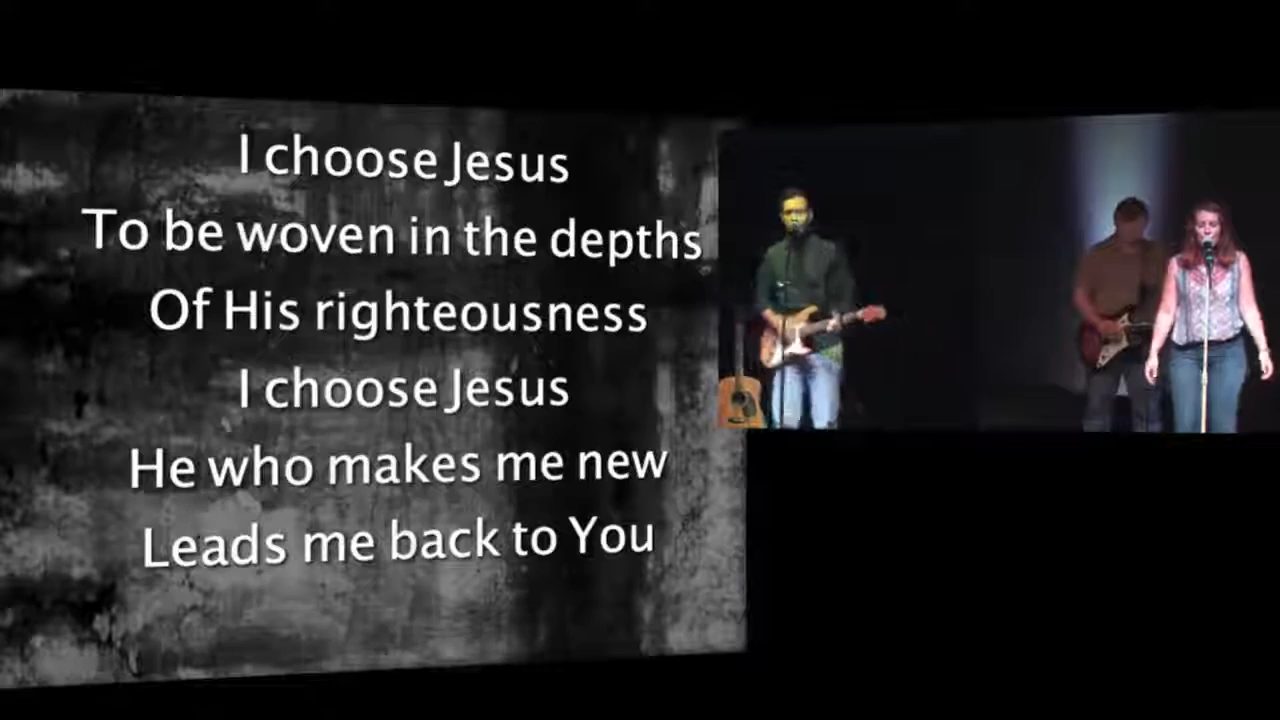 I choose Jesus
To be woven in the depths
Of His righteousness
I choose Jesus
He who makes me new
Leads me back to You